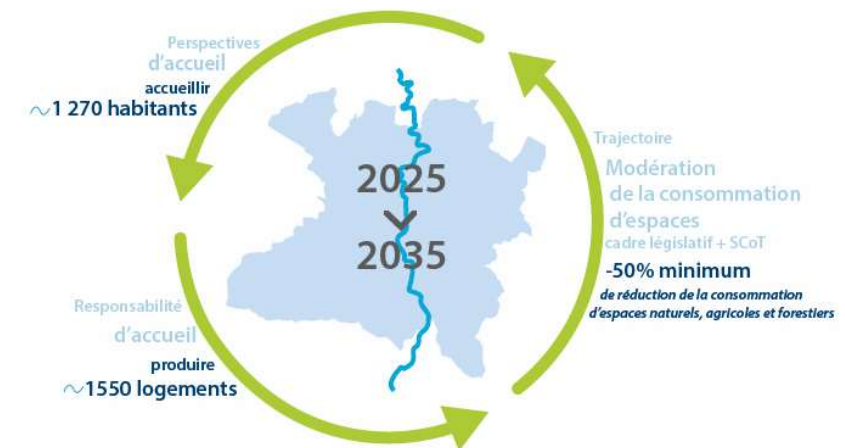 Perspectives
d'accueil
accueillir
~1 270 habitants
2025
2035
Trajectoire
Modération
de la consommation
d'espaces
cadre législatif + SCoT
-50% minimum
de réduction de la consommation
d'espaces naturels, agricoles et forestiers
Responsabilité
d'accueil
produire
~1550 logements